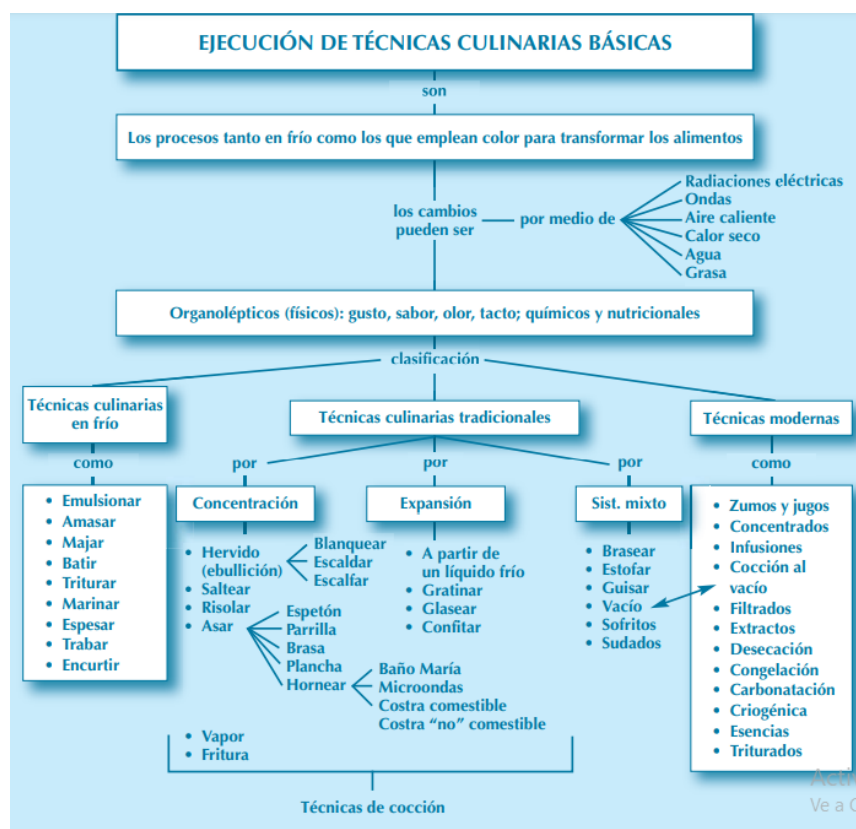 EJECUCIÓN DE TÉCNICAS CULINARIAS BÁSICAS
son
Los procesos tanto en frío como los que emplean color para transformar los alimentos
los cambios
pueden ser
por medio de
Radiaciones eléctricas
Ondas
Aire caliente
Calor seco
Agua
Grasa
Organolépticos (físicos): gusto, sabor, olor, tacto; químicos y nutricionales
clasificación
Técnicas culinarias
en frío
como
• Emulsionar
• Amasar
• Majar
• Batir
• Triturar
• Marinar
• Espesar
• Trabar
• Encurtir
Técnicas culinarias tradicionales
por
Concentración
• Hervido
(ebullición)
Blanquear
Escaldar
Escalfar
• Saltear
• Risolar
• Asar
Espetón
Parrilla
Brasa
Plancha
Hornear
Baño María
Microondas
Costra comestible
Costra “no” comestible
• Vapor
• Fritura
por
Expansión
• A partir de
un líquido frío
• Gratinar
• Glasear
• Confitar
por
Sist. mixto
• Brasear
• Estofar
• Guisar
• Vacío
• Sofritos
• Sudados
Técnicas de cocción
Técnicas modernas
como
• Zumos y jugos
• Concentrados
• Infusiones
• Cocción al
vacío
• Filtrados
• Extractos
• Desecación
• Congelación
• Carbonatación
• Criogénica
• Esencias
• Triturados
Ve a